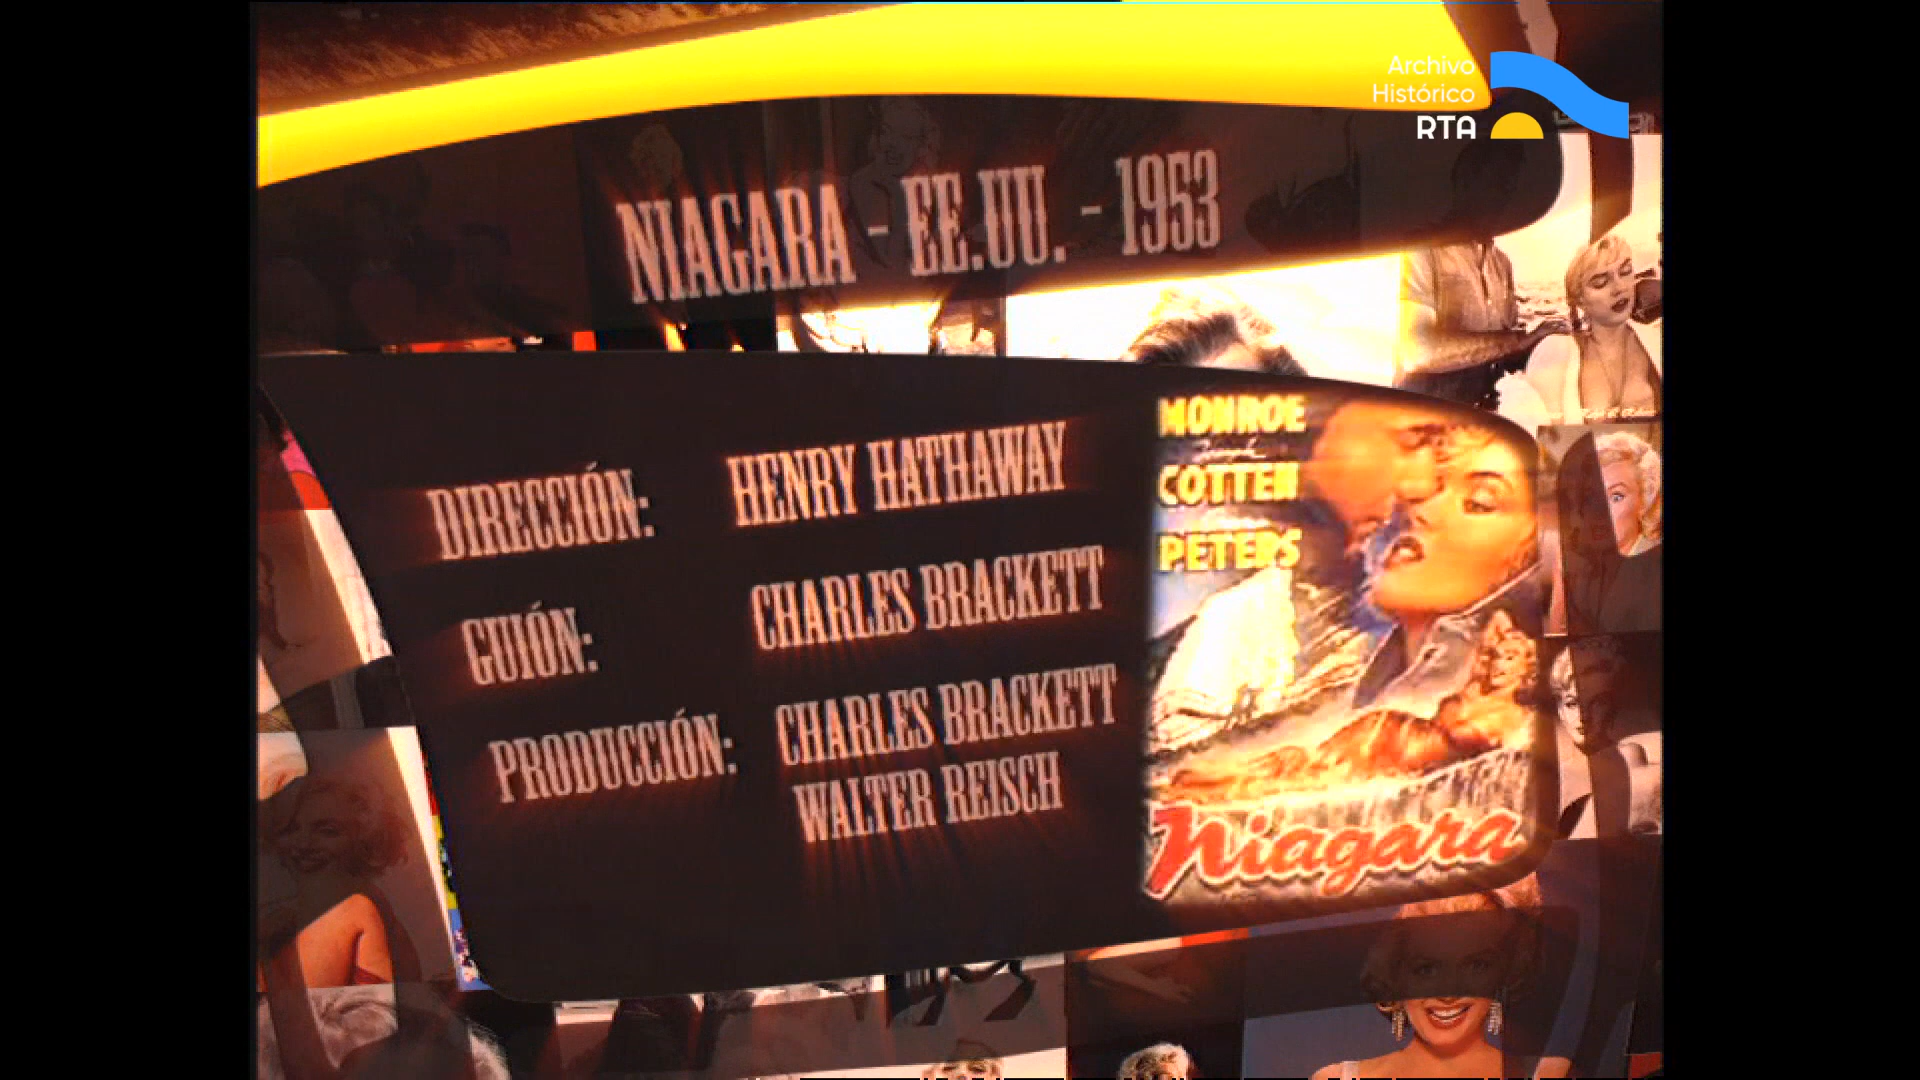 Archivo
Histórico
RTA
NIAGARA - EE.UU. - 1953
DIRECCIÓN: HENRY HATHAWAY
GUIÓN: CHARLES BRACKETT
PRODUCCIÓN: CHARLES BRACKETT
WALTER REISCH
MONROE
COTTEN
PETERS
Niagara